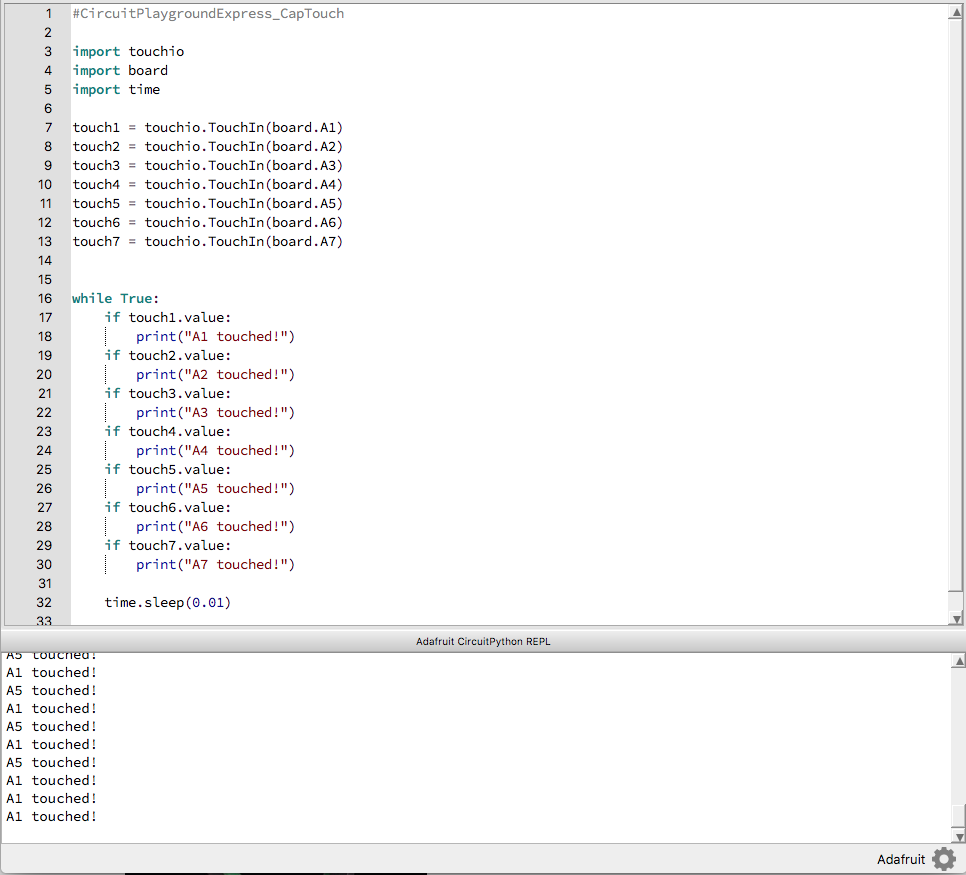 1 #CircuitPlaygroundExpress_CapTouch
2
3 import touchio
4 import board
5 import time
6
7 touch1 = touchio.TouchIn(board.A1)
8 touch2 = touchio.TouchIn(board.A2)
9 touch3 = touchio.TouchIn(board.A3)
10 touch4 = touchio.TouchIn(board.A4)
11 touch5 = touchio.TouchIn(board.A5)
12 touch6 = touchio.TouchIn(board.A6)
13 touch7 = touchio.TouchIn(board.A7)
14
15
16 while True:
17     if touch1.value:
18         print("A1 touched!")
19     if touch2.value:
20         print("A2 touched!")
21     if touch3.value:
22         print("A3 touched!")
23     if touch4.value:
24         print("A4 touched!")
25     if touch5.value:
26         print("A5 touched!")
27     if touch6.value:
28         print("A6 touched!")
29     if touch7.value:
30         print("A7 touched!")
31
32     time.sleep(0.01)
33
Adafruit CircuitPython REPL
A5 touched!
A1 touched!
A5 touched!
A1 touched!
A5 touched!
A1 touched!
A5 touched!
A1 touched!
A1 touched!
A1 touched!
Adafruit